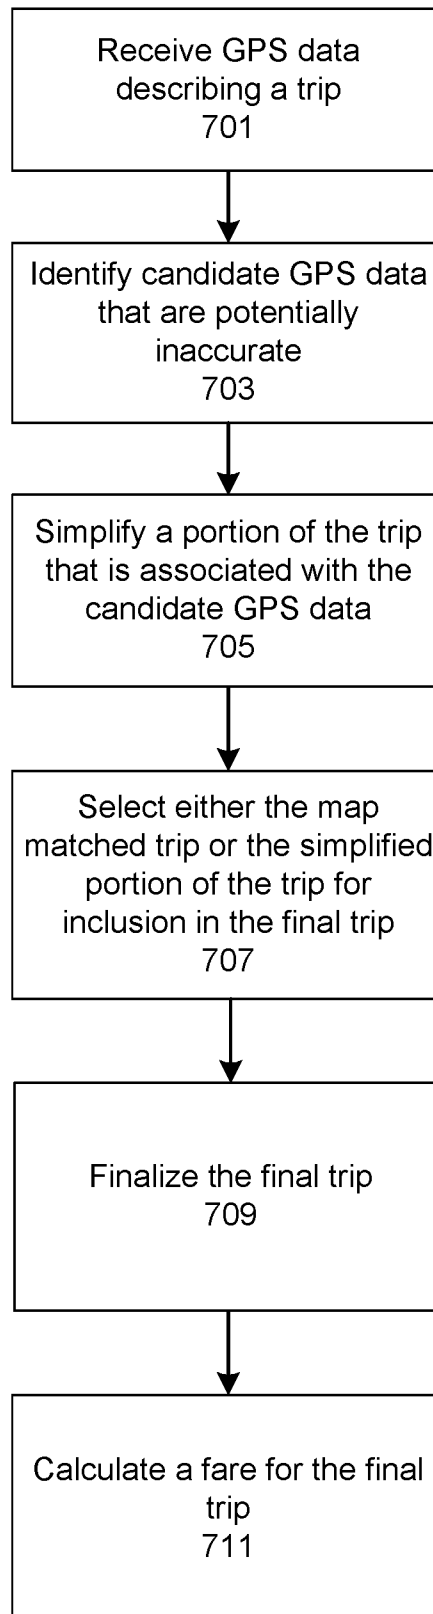 Receive GPS data
describing a trip
701
Identify candidate GPS data
that are potentially
inaccurate
703
Simplify a portion of the trip
that is associated with the
candidate GPS data
705
Select either the map
matched trip or the simplified
portion of the trip for
inclusion in the final trip
707
Finalize the final trip
709
Calculate a fare for the final
trip
711